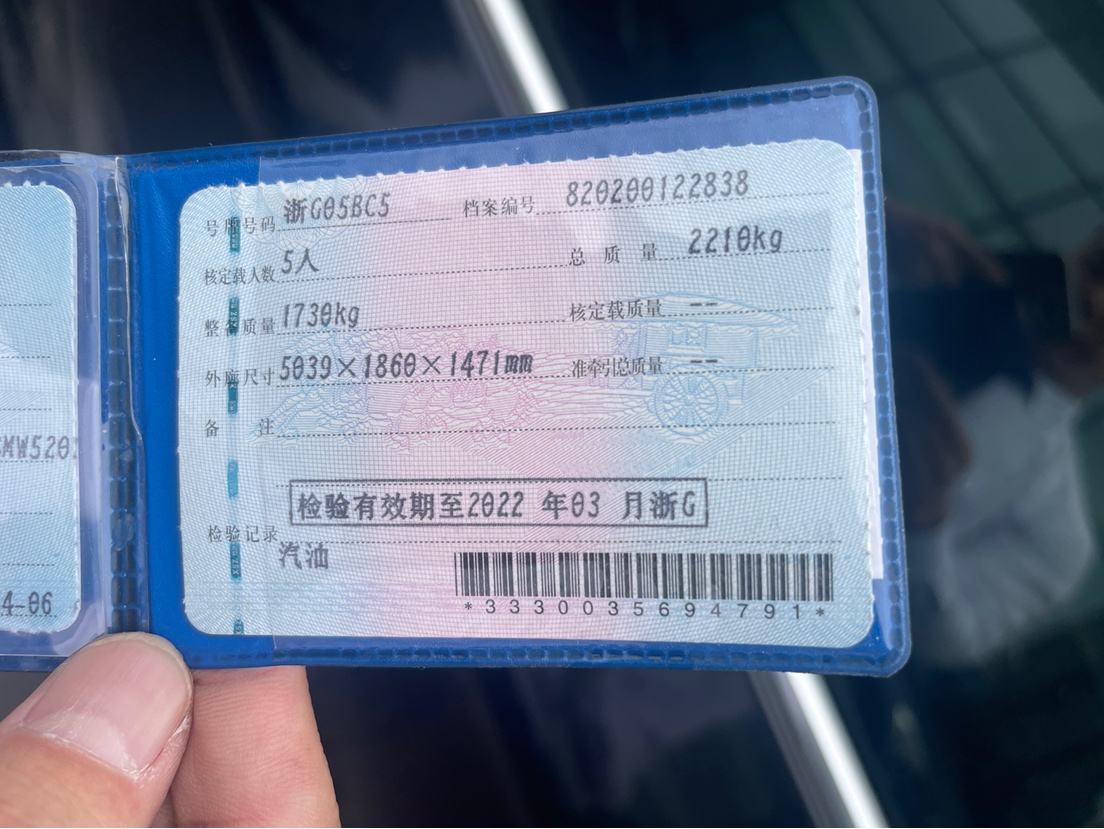 号牌号码 浙G05BC5 档案编号 820200122838
核定载人数 5人 总质量 2210kg
整备质量 1730kg 核定载质量 --
外廓尺寸 5039×1860×1471mm 准牵引总质量 --
备注
检验有效期至2022年03月浙G
检验记录
汽油
*3330035694791*
4-06